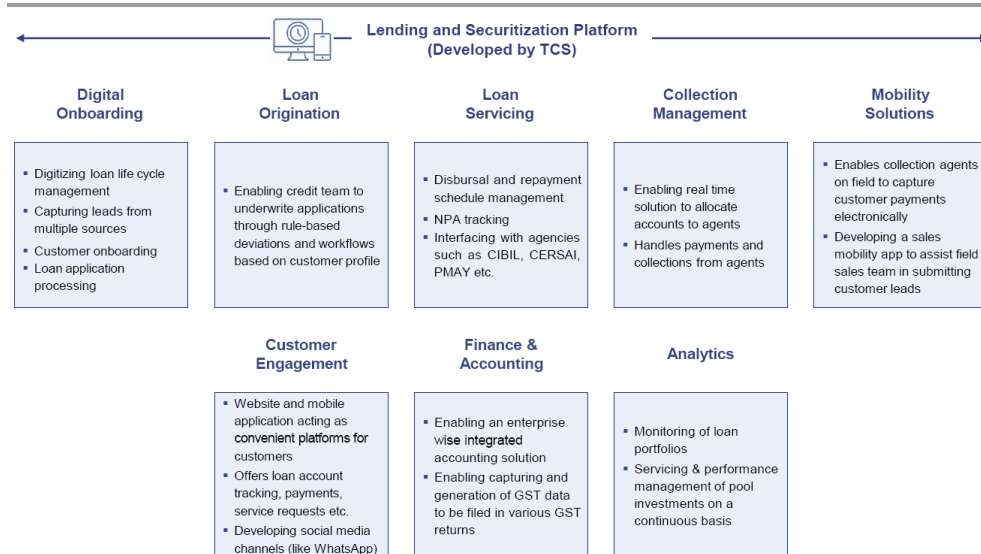 Lending and Securitization Platform
(Developed by TCS)
Digital
Onboarding
▪ Digitizing loan life cycle
management
▪ Capturing leads from
multiple sources
▪ Customer onboarding
▪ Loan application
processing
Loan
Origination
▪ Enabling credit team to
underwrite applications
through rule-based
deviations and workflows
based on customer profile
Loan
Servicing
▪ Disbursal and repayment
schedule management
▪ NPA tracking
▪ Interfacing with agencies
such as CIBIL, CERSAI,
PMAY etc.
Collection
Management
▪ Enabling real time
solution to allocate
accounts to agents
▪ Handles payments and
collections from agents
Mobility
Solutions
▪ Enables collection agents
on field to capture
customer payments
electronically
▪ Developing a sales
mobility app to assist field
sales team in submitting
customer leads
Customer
Engagement
▪ Website and mobile
application acting as
convenient platforms for
customers
▪ Offers loan account
tracking, payments,
service requests etc.
▪ Developing social media
channels (like WhatsApp)
Finance &
Accounting
▪ Enabling an enterprise
wise integrated
accounting solution
▪ Enabling capturing and
generation of GST data
to be filed in various GST
returns
Analytics
▪ Monitoring of loan
portfolios
▪ Servicing & performance
management of pool
investments on a
continuous basis